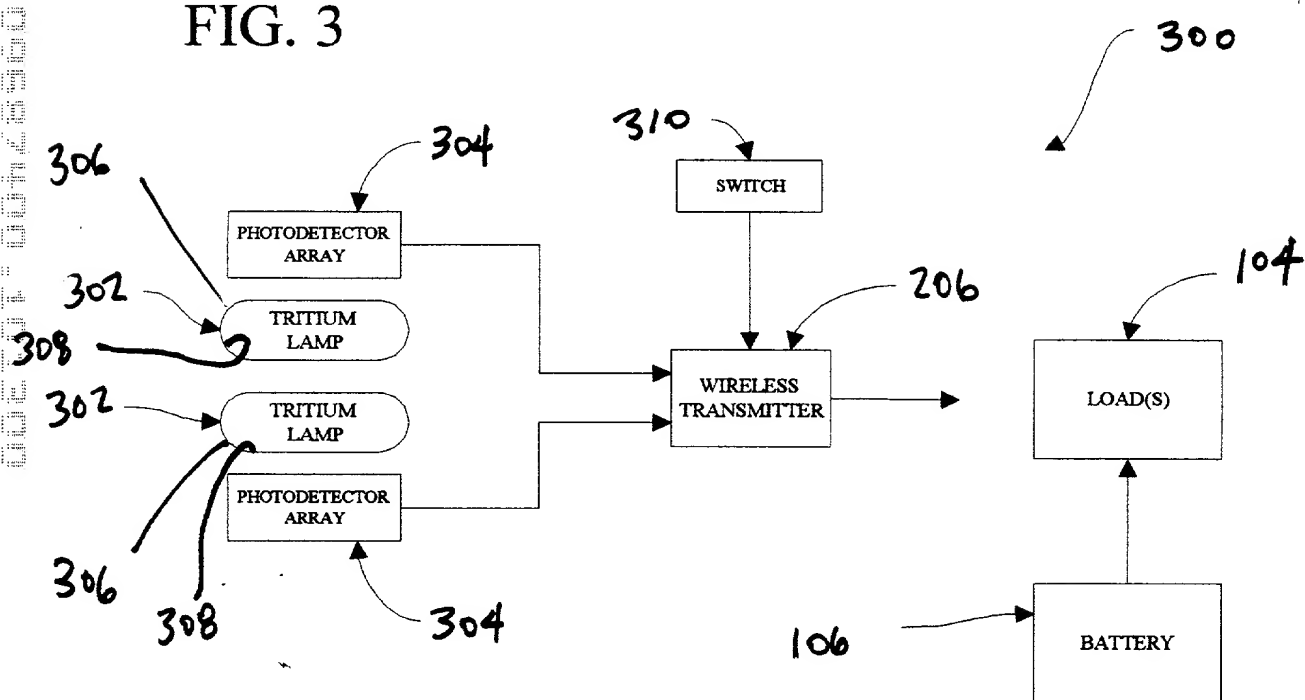 FIG. 3
300
310
304
306
SWITCH
PHOTODETECTOR
ARRAY
302
TRITIUM
LAMP
206
104
308
WIRELESS
TRANSMITTER
LOAD(S)
302
TRITIUM
LAMP
PHOTODETECTOR
ARRAY
306
308
304
106
BATTERY